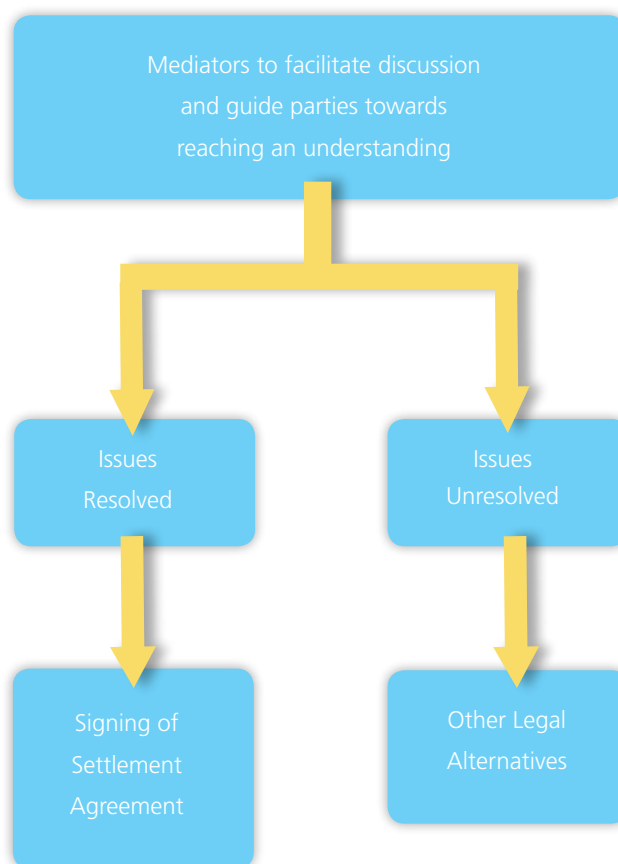 Mediators to facilitate discussion
and guide parties towards
reaching an understanding
Issues
Resolved
Issues
Unresolved
Signing of
Settlement
Agreement
Other Legal
Alternatives